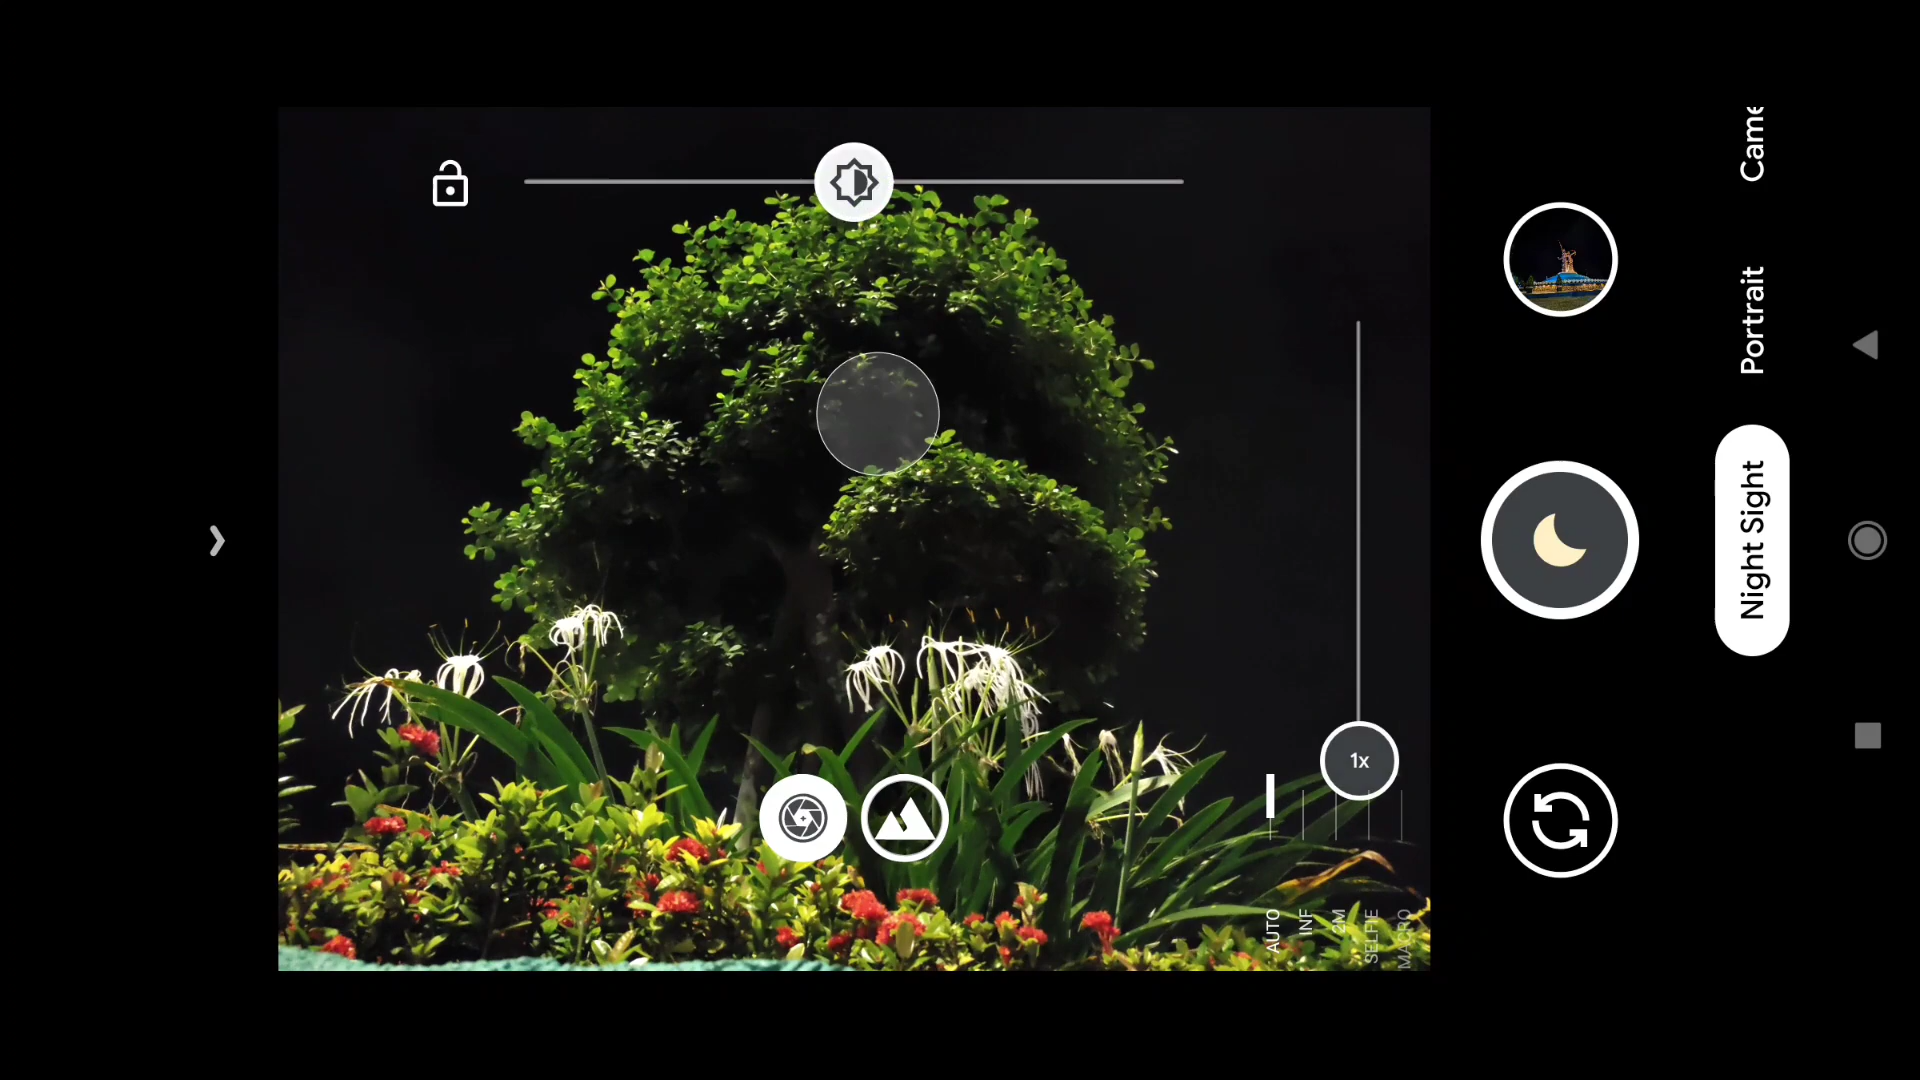 Came
Portrait
Night Sight
1x
AUTO
INF
2M
SELFIE
MACRO